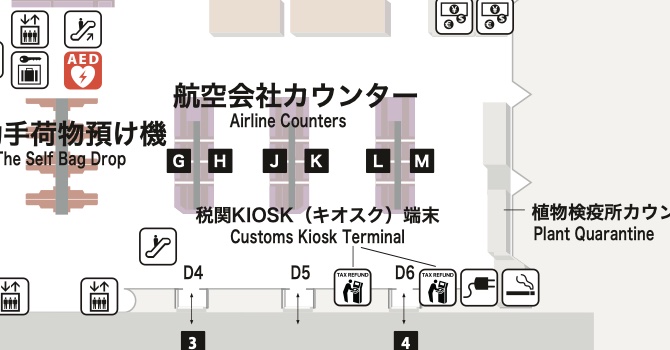 AED
航空会社カウンター
Airline Counters
手荷物預け機
The Self Bag Drop
G H J K L M
税関KIOSK（キオスク）端末
Customs Kiosk Terminal
植物検疫所カウン
Plant Quarantine
D4 D5 D6
TAX REFUND TAX REFUND
3 4